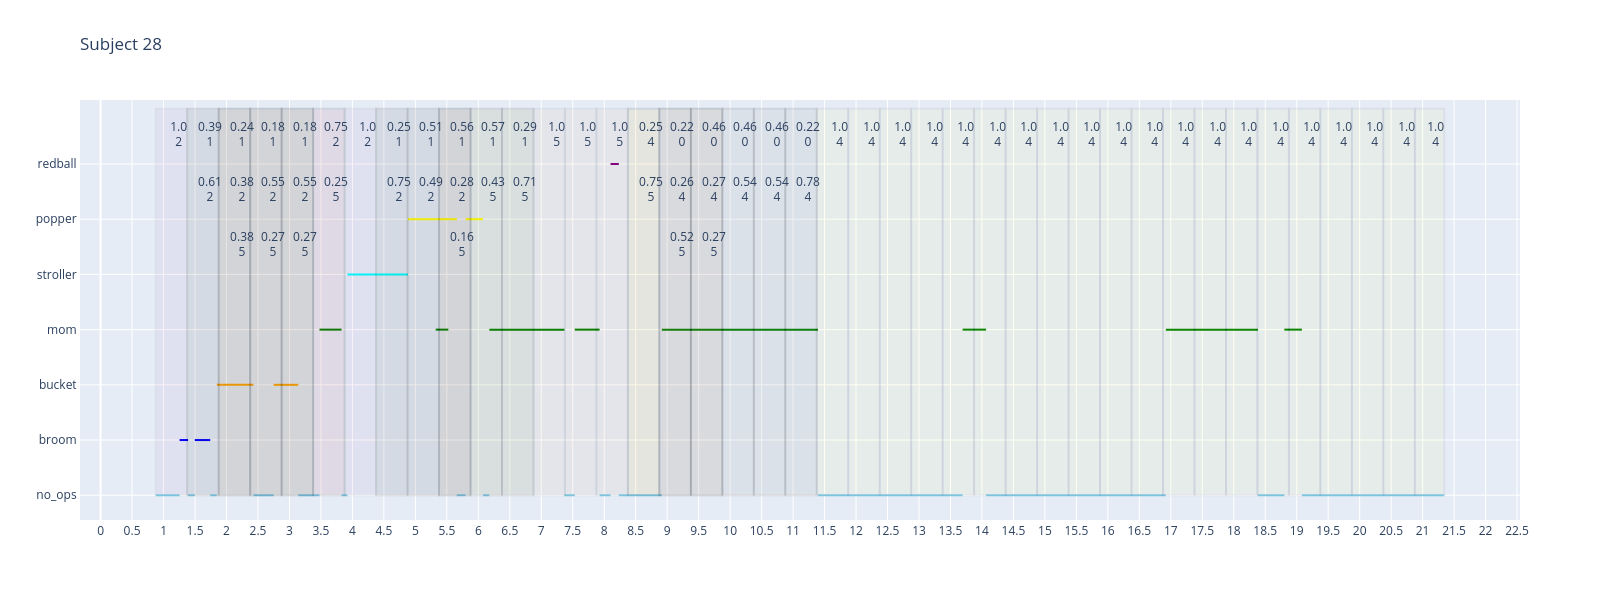 Subject 28
1.0 0.39 0.24 0.18 0.18 0.75 1.0 0.25 0.51 0.56 0.57 0.29 1.0 1.0 1.0 0.25 0.22 0.46 0.46 0.46 0.22 1.0 1.0 1.0 1.0 1.0 1.0 1.0 1.0 1.0 1.0 1.0 1.0 1.0 1.0 1.0 1.0 1.0 1.0 1.0 1.0
2 1 1 1 1 2 2 1 1 1 1 1 5 5 5 4 0 0 0 0 0 4 4 4 4 4 4 4 4 4 4 4 4 4 4 4 4 4 4 4 4
redball
0.61 0.38 0.55 0.55 0.25 0.75 0.49 0.28 0.43 0.71 0.75 0.26 0.27 0.54 0.54 0.78
2 2 2 2 5 2 2 2 5 5 5 4 4 4 4 4
popper
0.38 0.27 0.27 0.16 0.52 0.27
5 5 5 5 5 5
stroller
mom
bucket
broom
no_ops
0 0.5 1 1.5 2 2.5 3 3.5 4 4.5 5 5.5 6 6.5 7 7.5 8 8.5 9 9.5 10 10.5 11 11.5 12 12.5 13 13.5 14 14.5 15 15.5 16 16.5 17 17.5 18 18.5 19 19.5 20 20.5 21 21.5 22 22.5